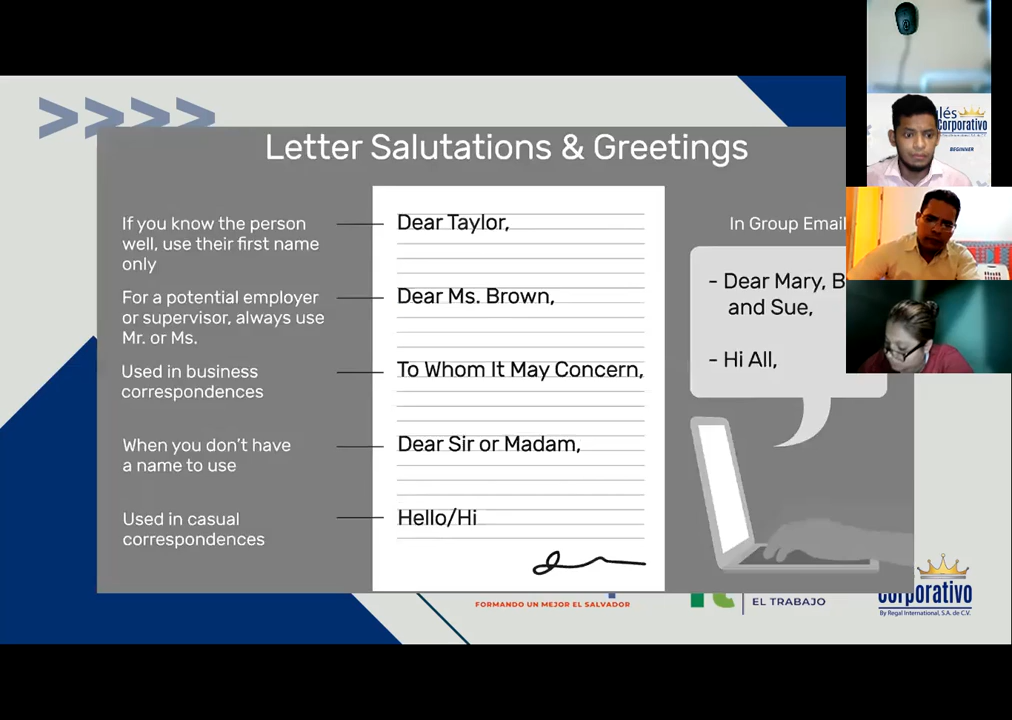 >>>>
Letter Salutations & Greetings
If you know the person
well, use their first name
only
Dear Taylor,
For a potential employer
or supervisor, always use
Mr. or Ms.
Dear Ms. Brown,
Used in business
correspondences
To Whom It May Concern,
When you don't have
a name to use
Dear Sir or Madam,
Used in casual
correspondences
Hello/Hi
In Group Email
- Dear Mary, B
and Sue,
- Hi All,
FORMANDO UN MEJOR EL SALVADOR
EL TRABAJO
corporativo
By Regal International, S.A. de C.V.
lés
Corporativo
BEGINNER